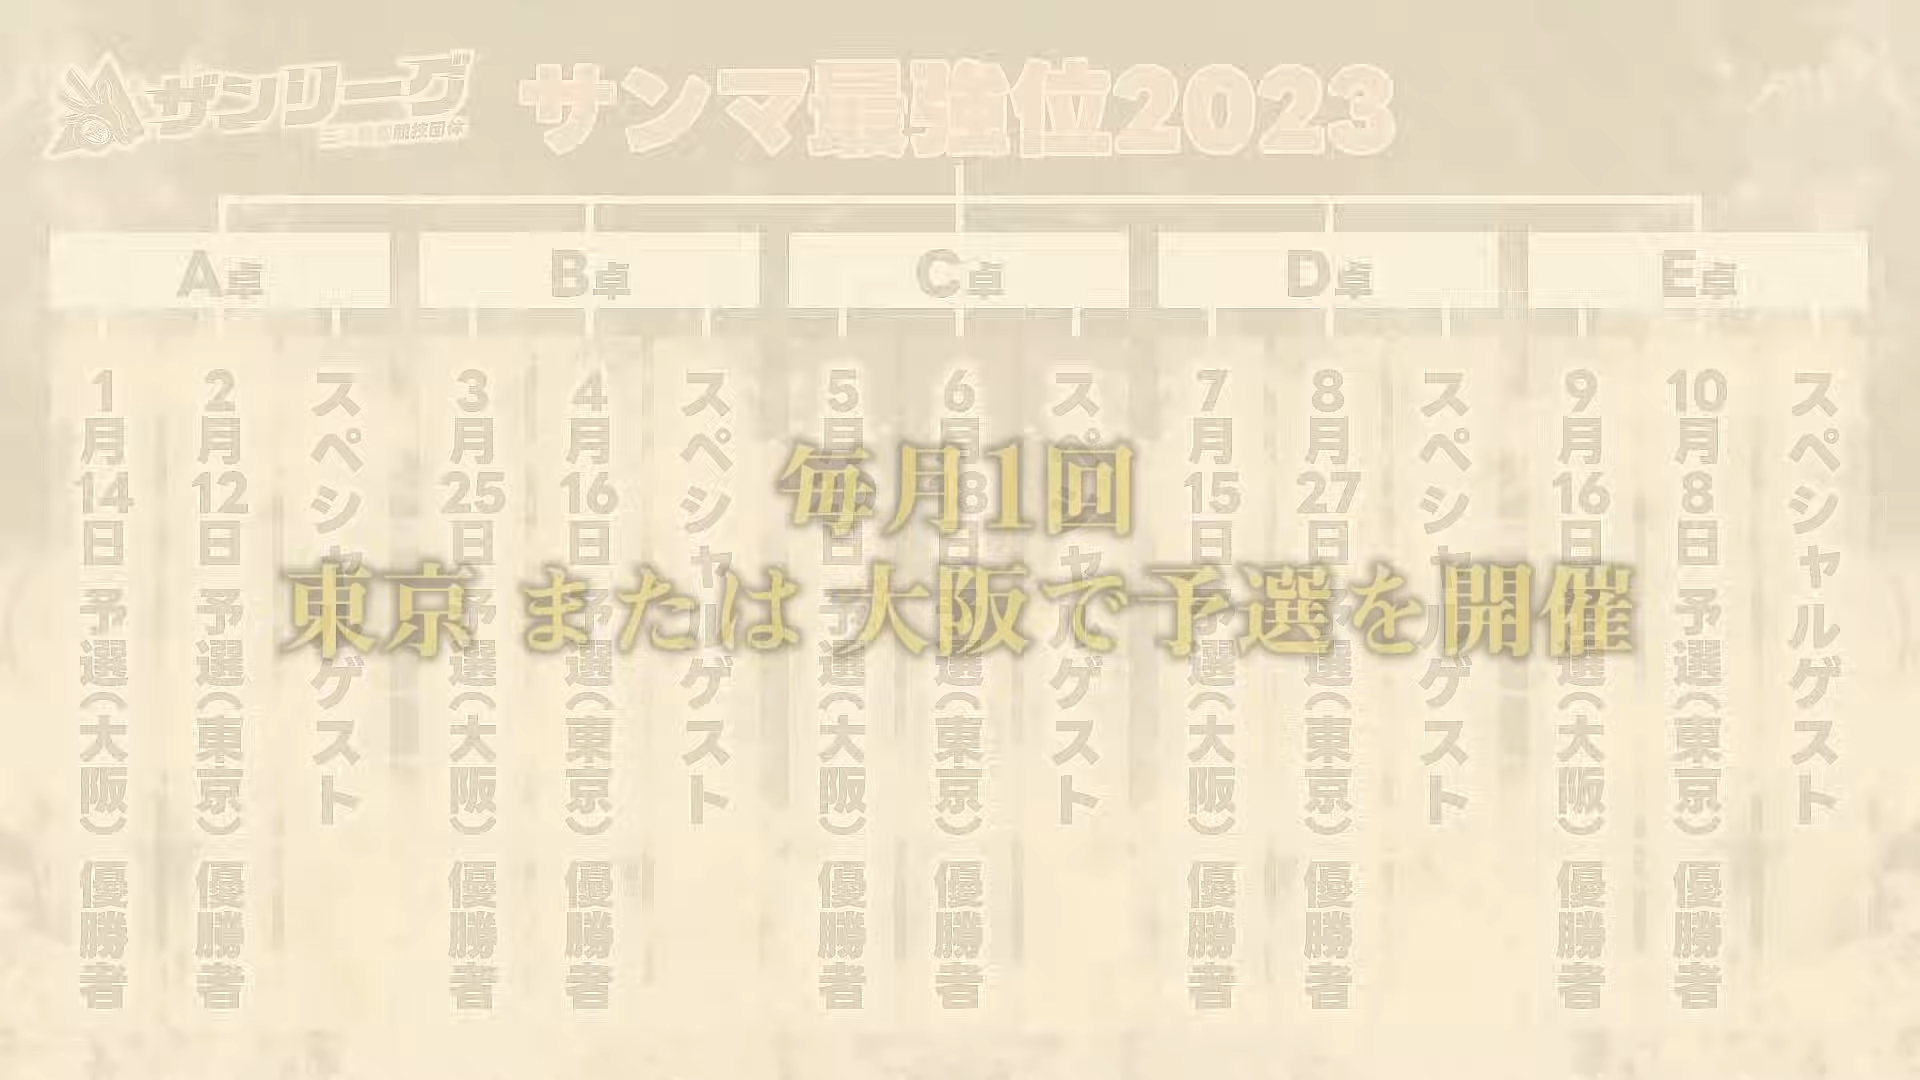 ザンリーグ
競技団体
サンマ最強位2023
A卓
B卓
C卓
D卓
E卓
1月14日 予選(大阪) 優勝者
2月12日 予選(東京) 優勝者
スペシャルゲスト
3月25日 予選(大阪) 優勝者
4月16日 予選(東京) 優勝者
スペシャルゲスト
5月 日 予選(大阪) 優勝者
6月 8日 予選(東京) 優勝者
スペシャルゲスト
7月15日 予選(大阪) 優勝者
8月27日 予選(東京) 優勝者
スペシャルゲスト
9月16日 予選(大阪) 優勝者
10月8日 予選(東京) 優勝者
スペシャルゲスト
毎月1回
東京 または 大阪で予選を開催